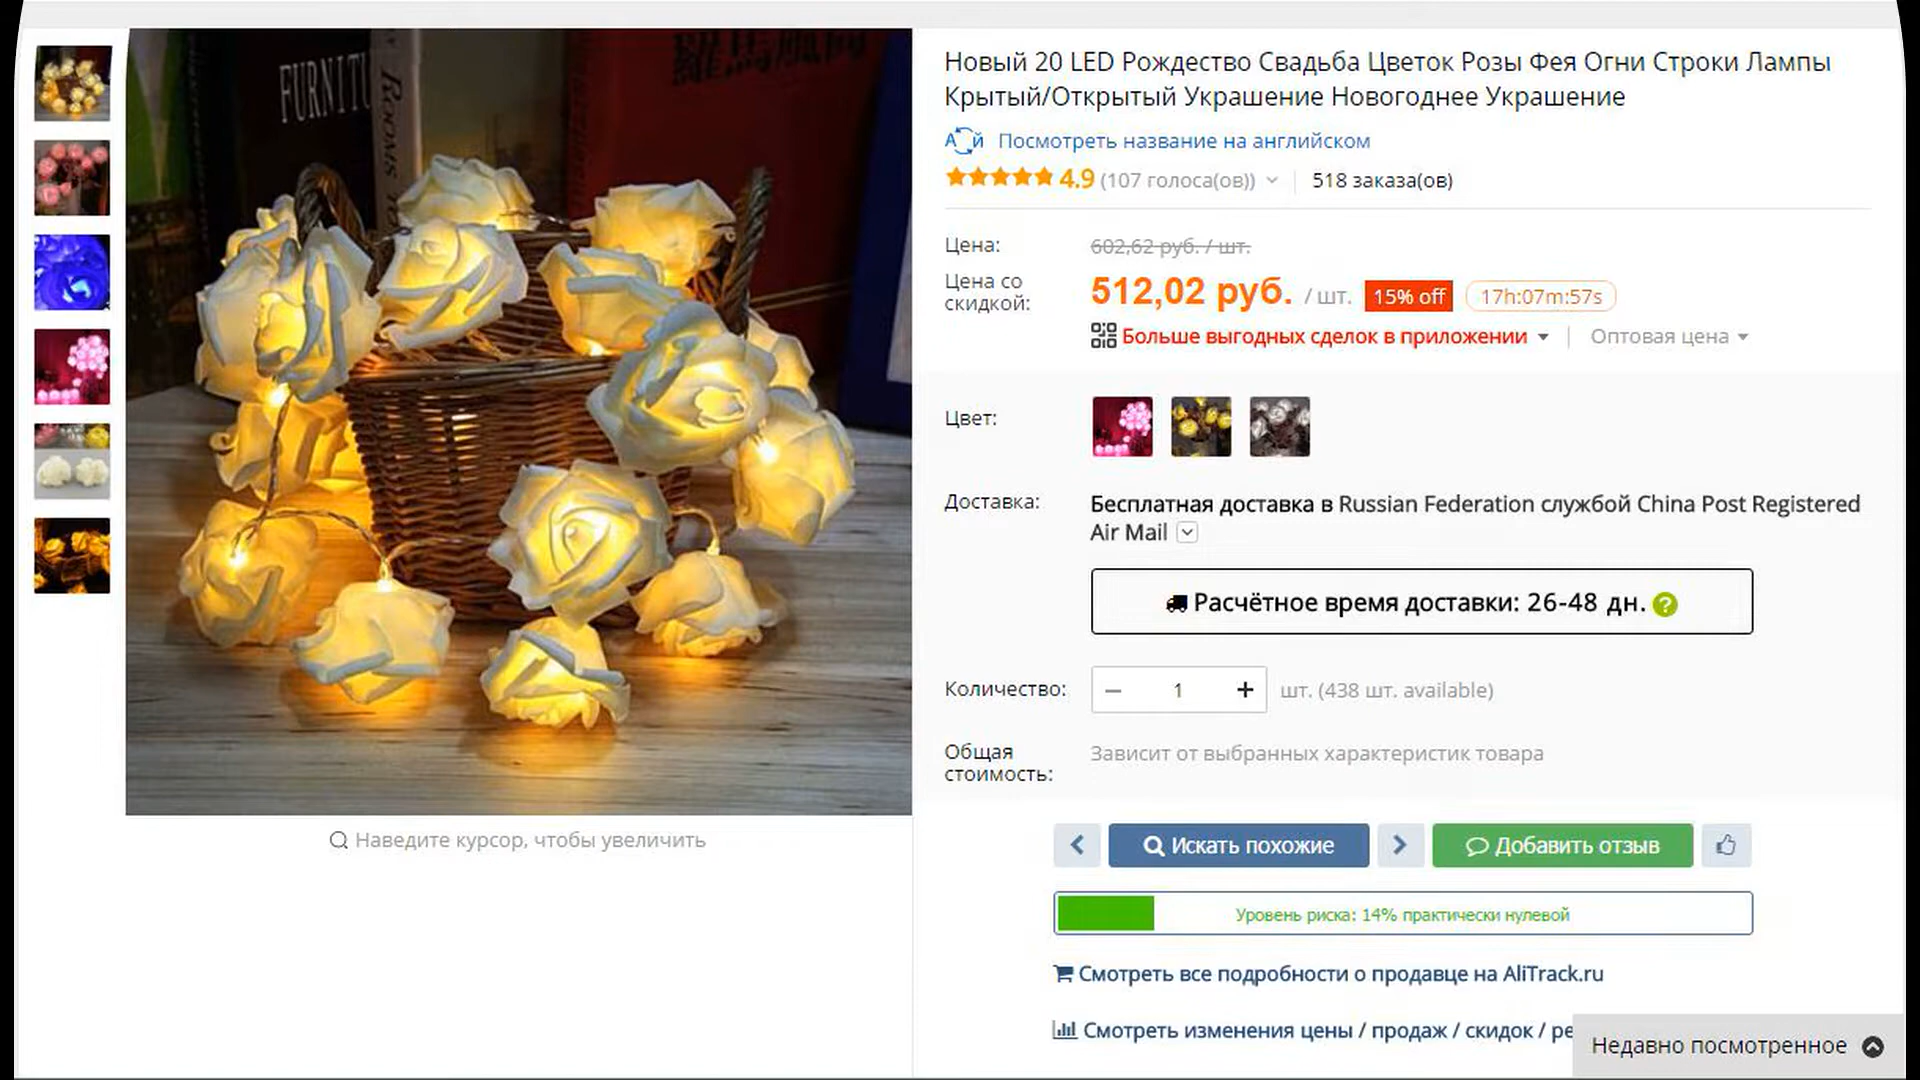 FURNITU
ROOMS
Новый 20 LED Рождество Свадьба Цветок Розы Фея Огни Строки Лампы
Крытый/Открытый Украшение Новогоднее Украшение
Посмотреть название на английском
4.9 (107 голоса(ов)) 518 заказа(ов)
Цена: 602,62 руб. / шт.
Цена со
скидкой: 512,02 руб. / шт. 15% off 17h:07m:57s
Больше выгодных сделок в приложении Оптовая цена
Цвет:
Доставка: Бесплатная доставка в Russian Federation службой China Post Registered
Air Mail
Расчётное время доставки: 26-48 дн. ?
Количество: − 1 + шт. (438 шт. available)
Общая
стоимость: Зависит от выбранных характеристик товара
Наведите курсор, чтобы увеличить
Искать похожие Добавить отзыв
Уровень риска: 14% практически нулевой
Смотреть все подробности о продавце на AliTrack.ru
Смотреть изменения цены / продаж / скидок / ре
Недавно посмотренное